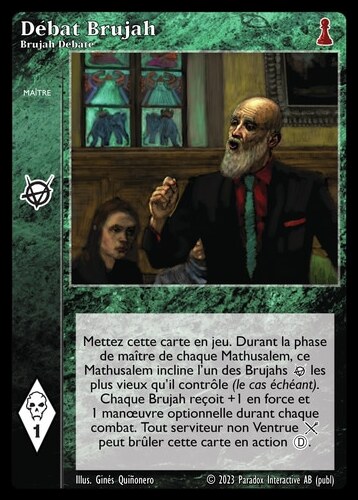 Débat Brujah
Brujah Debate
MAÎTRE
Mettez cette carte en jeu. Durant la phase
de maître de chaque Mathusalem, ce
Mathusalem incline l'un des Brujahs les
plus vieux qu'il contrôle (le cas échéant).
Chaque Brujah reçoit +1 en force et
1 manœuvre optionnelle durant chaque
combat. Tout serviteur non Ventrue
peut brûler cette carte en action Ⓓ.
1
Illus. Ginés Quiñonero
© 2023 Paradox Interactive AB (publ)